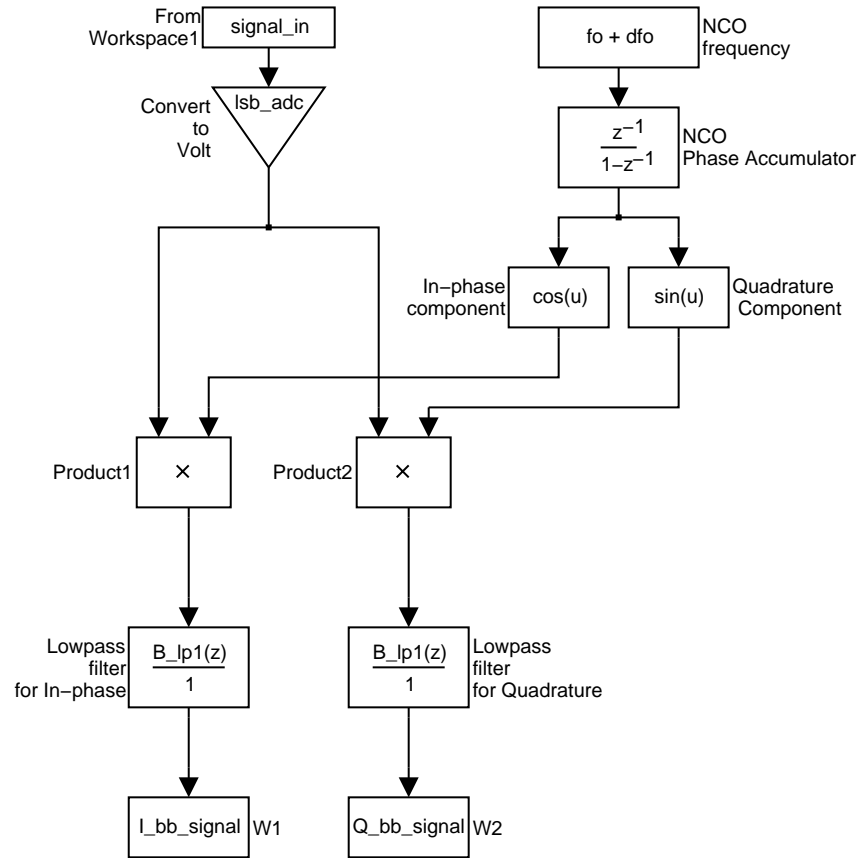 From
Workspace1
signal_in
fo + dfo
NCO
frequency
Convert
to
Volt
lsb_adc
z−1
1−z−1
NCO
Phase Accumulator
In−phase
component
cos(u)
sin(u)
Quadrature
Component
Product1
×
Product2
×
Lowpass
filter
for In−phase
B_lp1(z)
1
B_lp1(z)
1
Lowpass
filter
for Quadrature
I_bb_signal
W1
Q_bb_signal
W2